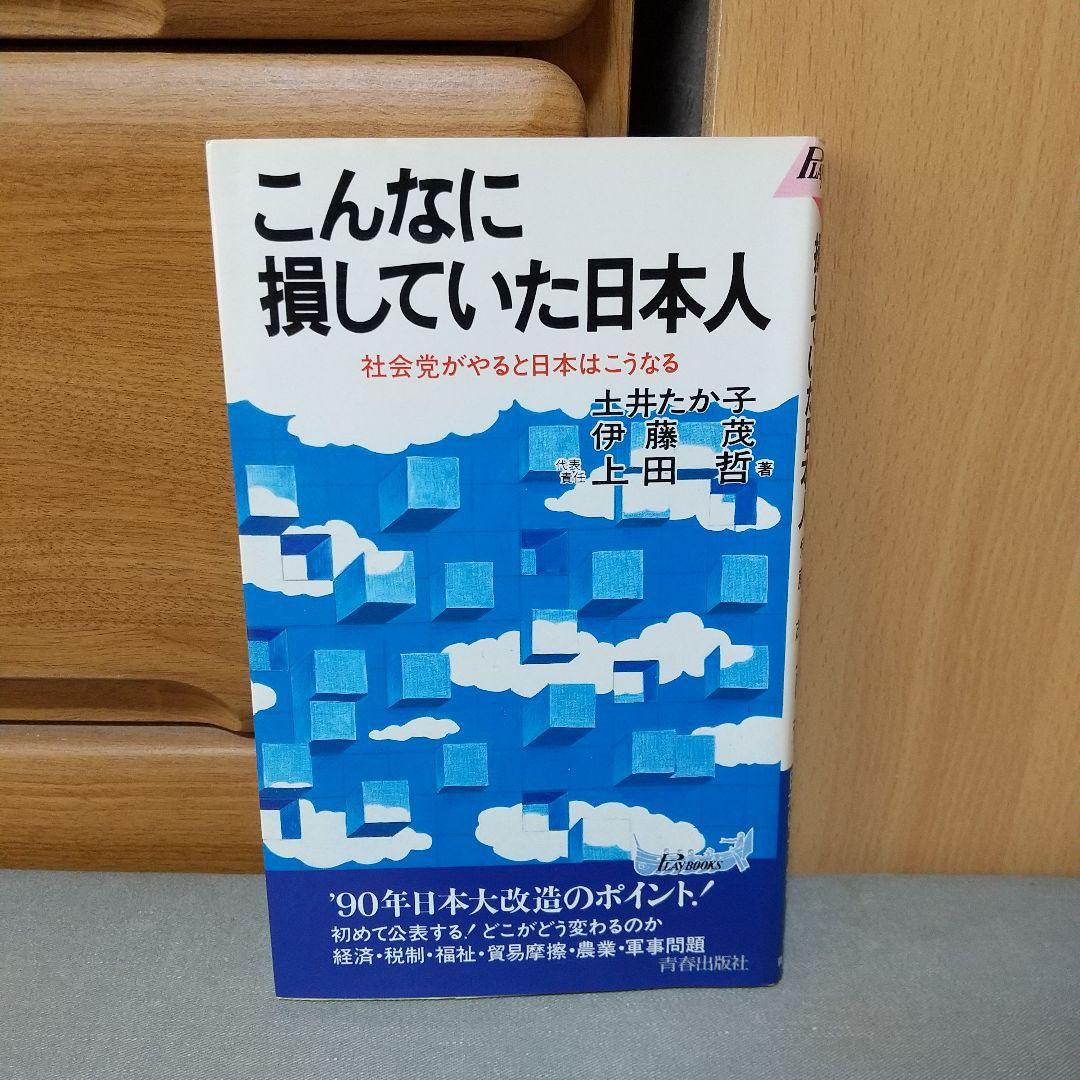 こんなに
損していた日本人
社会党がやると日本はこうなる
土井たか子
伊藤 茂
代表責任 上田 哲 著
PLAYBOOKS
'90年日本大改造のポイント!
初めて公表する!どこがどう変わるのか
経済・税制・福祉・貿易摩擦・農業・軍事問題
青春出版社